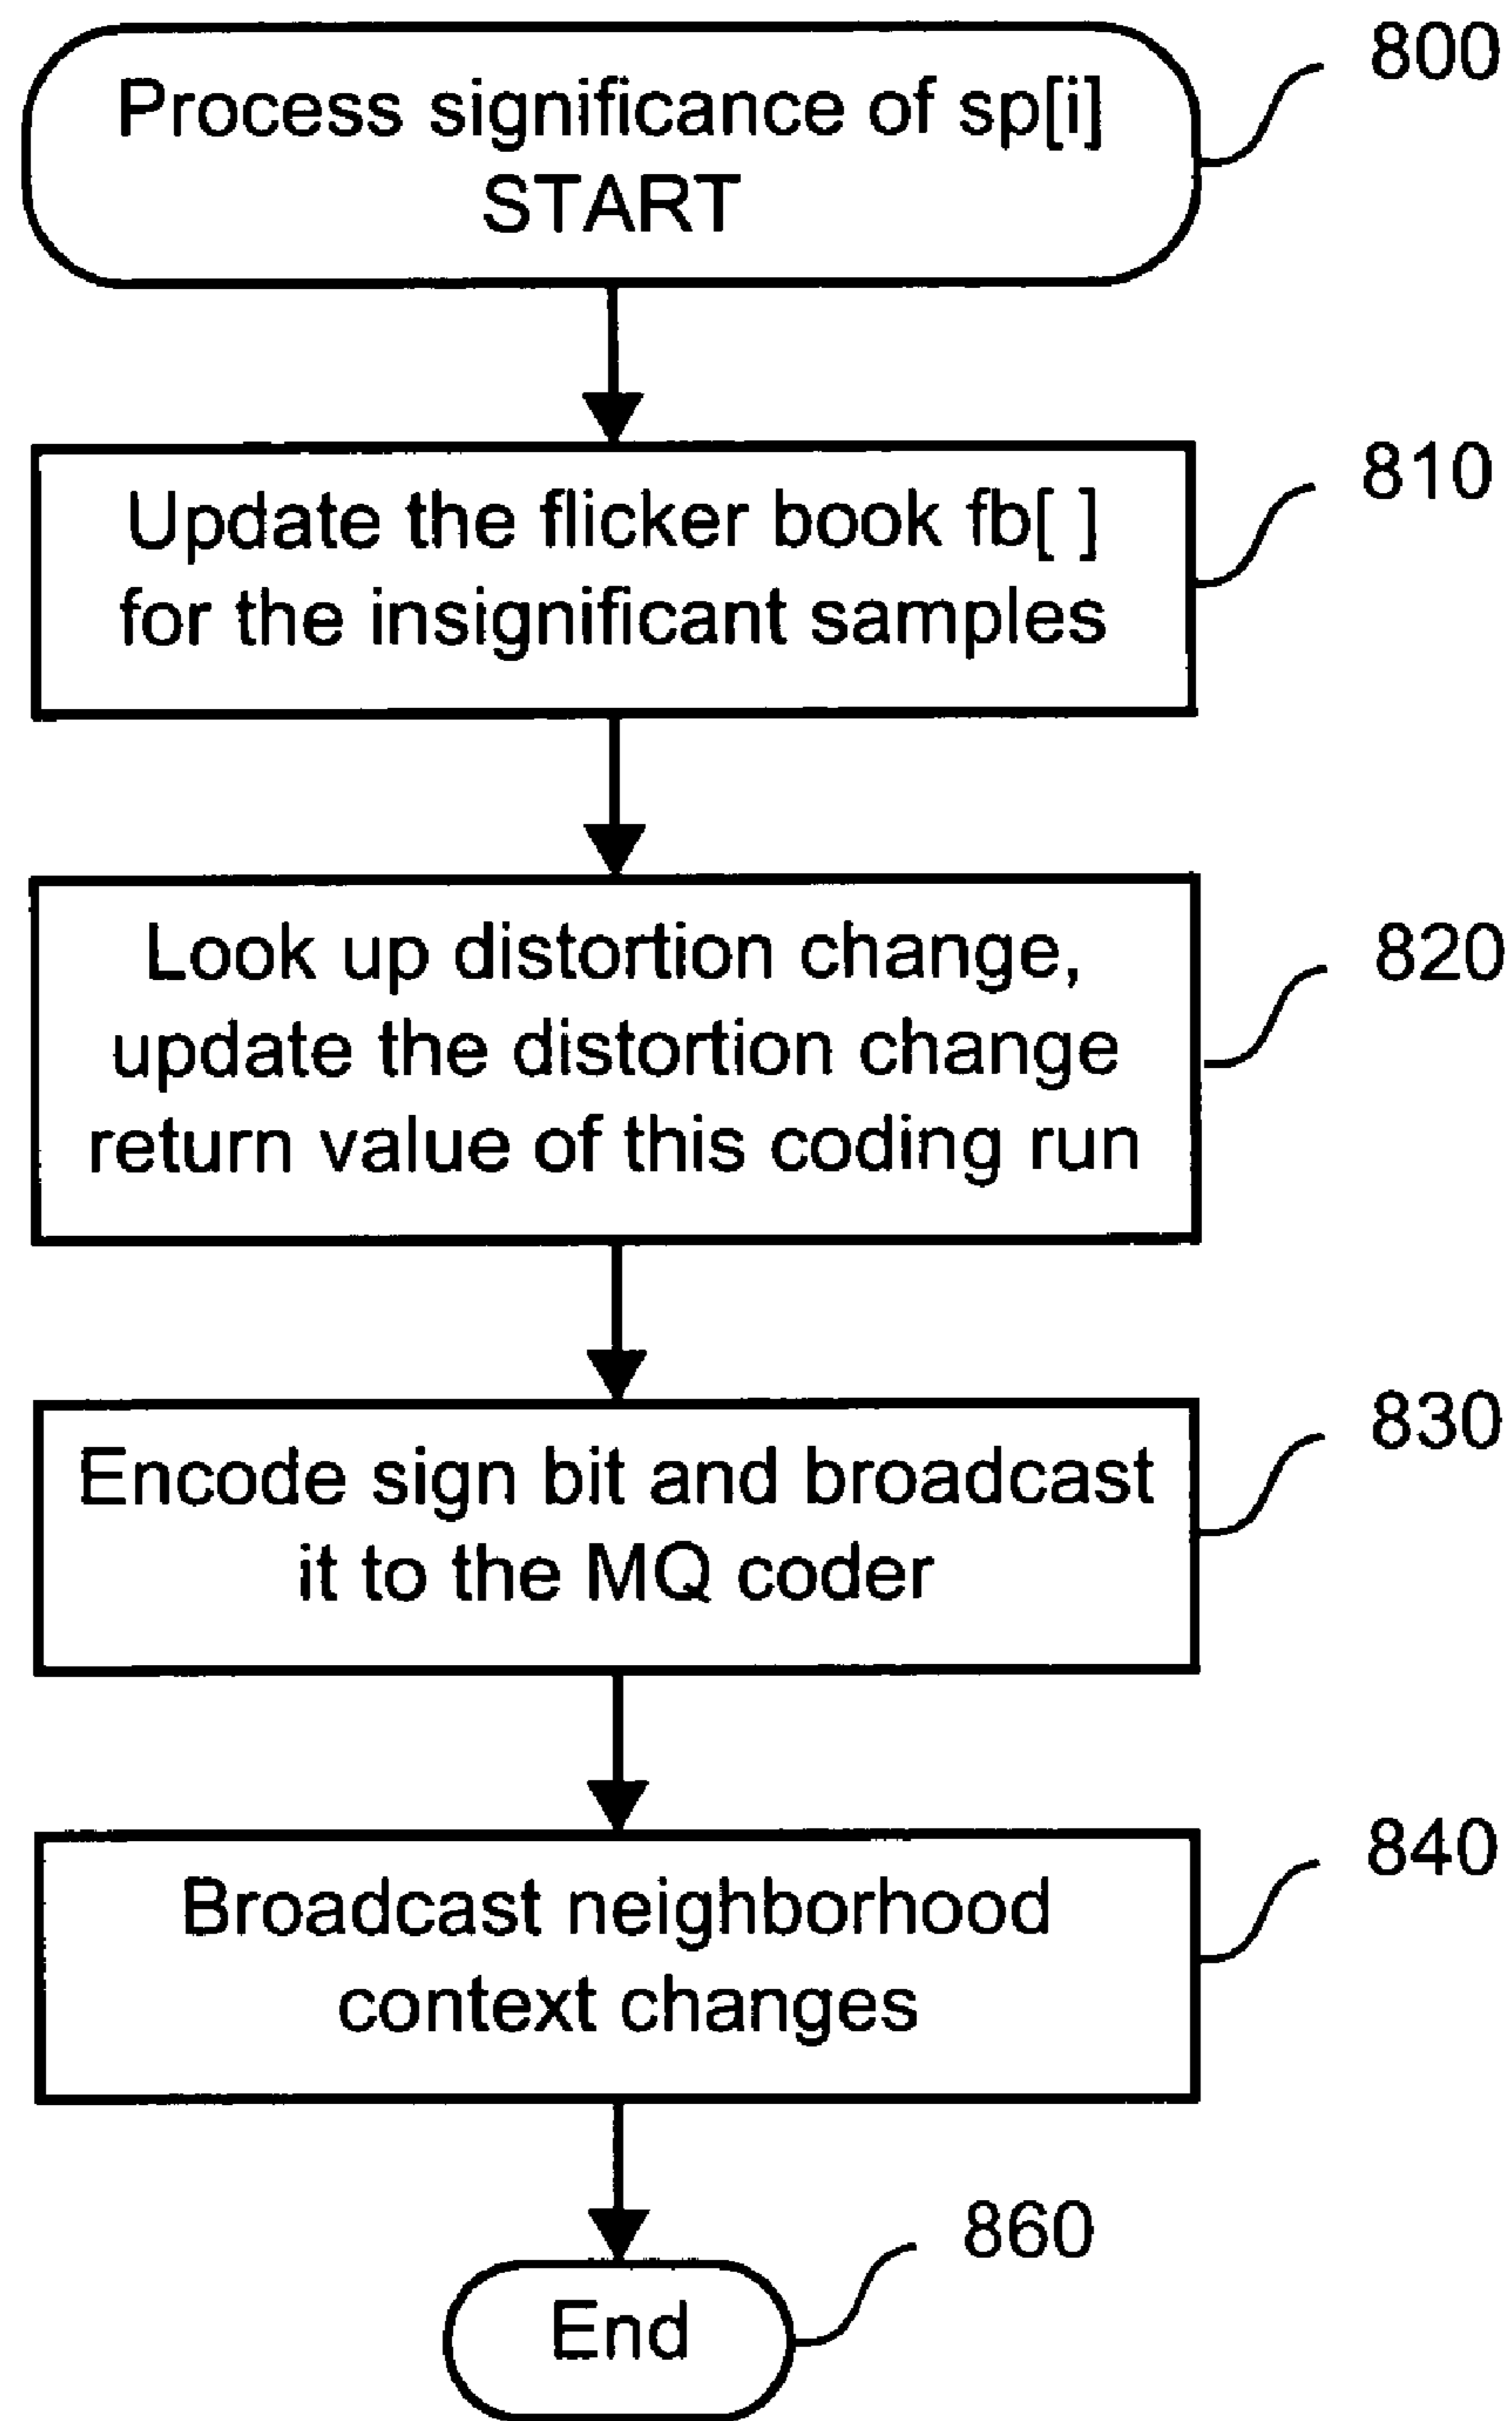 800
Process significance of sp[i]
START
810
Update the flicker book fb[ ]
for the insignificant samples
820
Look up distortion change,
update the distortion change
return value of this coding run
830
Encode sign bit and broadcast
it to the MQ coder
840
Broadcast neighborhood
context changes
860
End